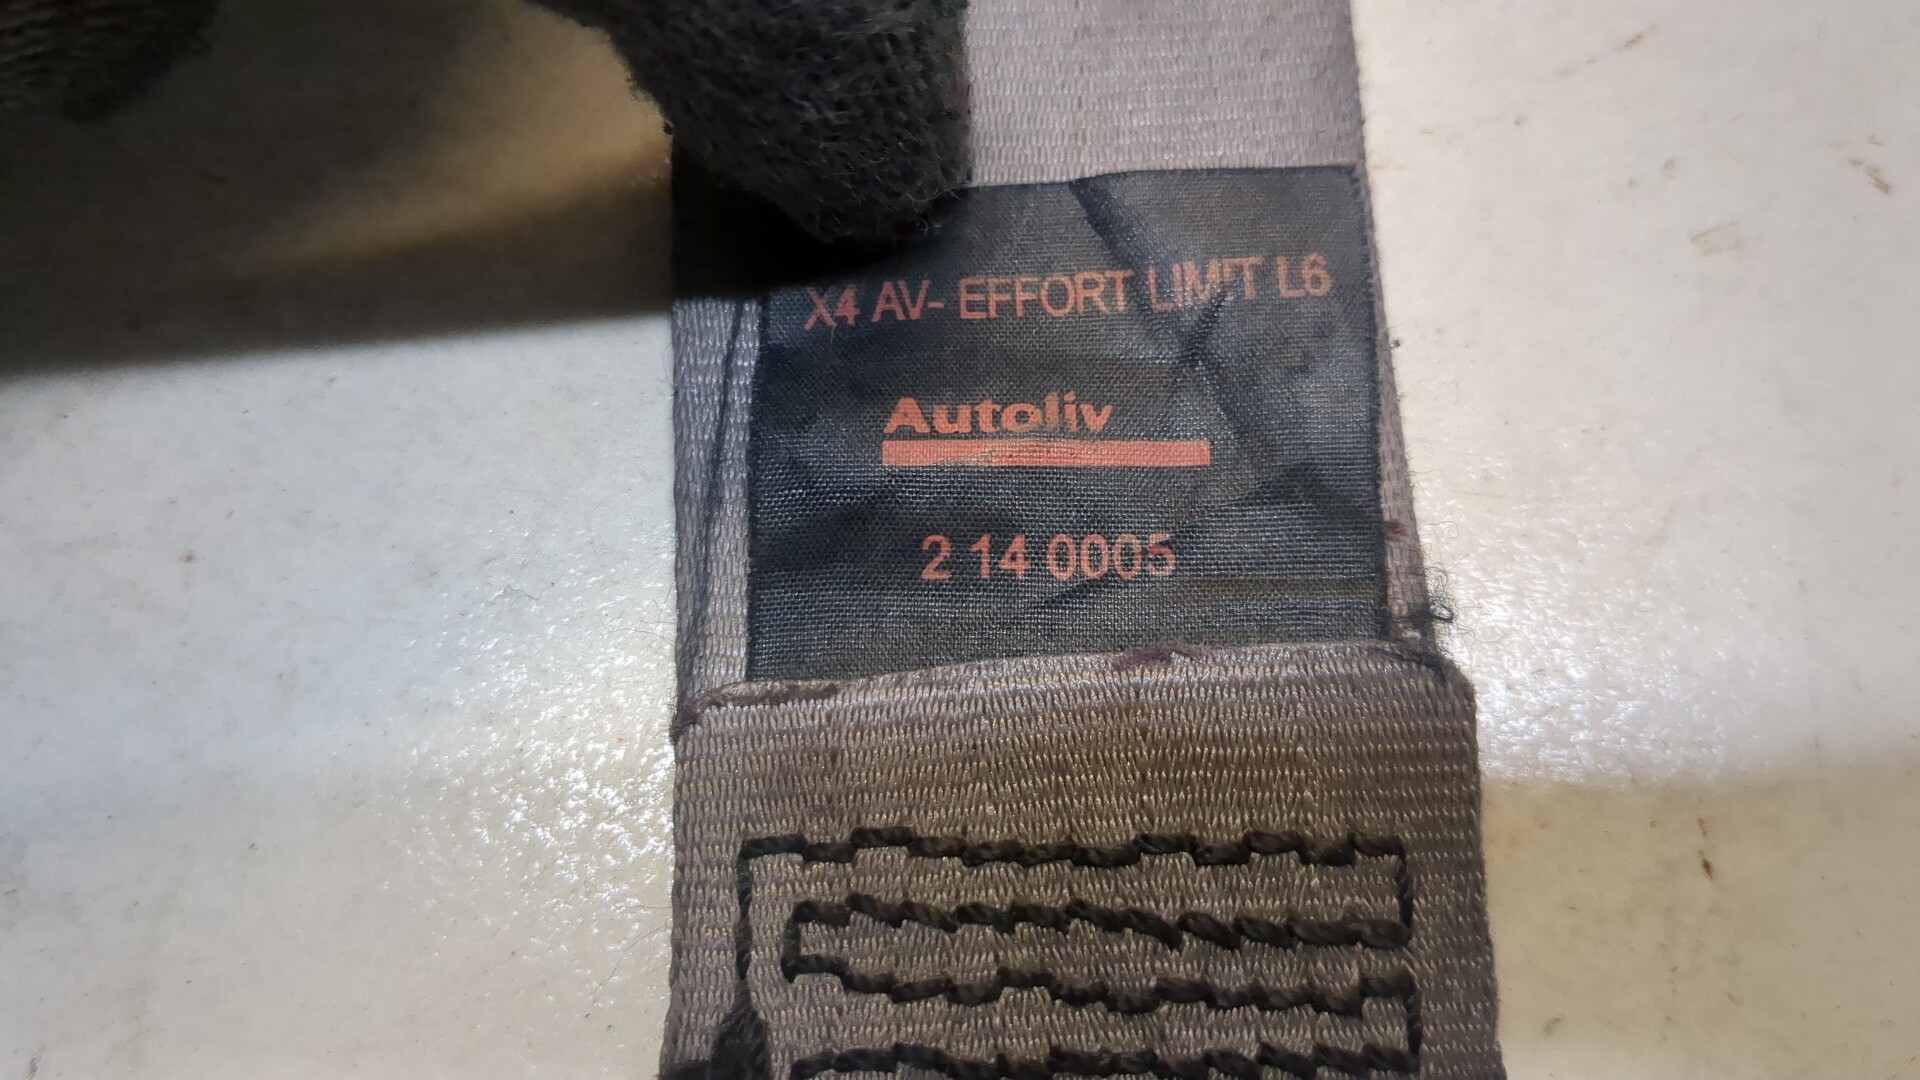 X4 AV- EFFORT LIMIT L6
Autoliv
2 14 0005